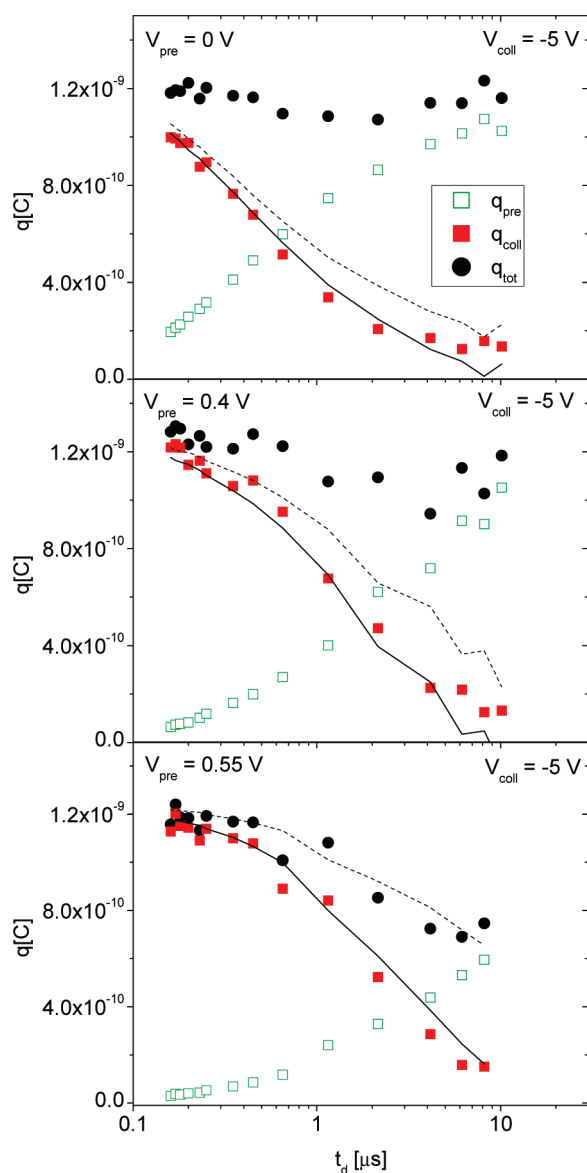 V_pre = 0 V V_coll = -5 V
1.2x10^-9
8.0x10^-10
4.0x10^-10
0.0
q[C]
q_pre
q_coll
q_tot
V_pre = 0.4 V V_coll = -5 V
1.2x10^-9
8.0x10^-10
4.0x10^-10
0.0
q[C]
V_pre = 0.55 V V_coll = -5 V
1.2x10^-9
8.0x10^-10
4.0x10^-10
0.0
q[C]
0.1 1 10
t_d [µs]